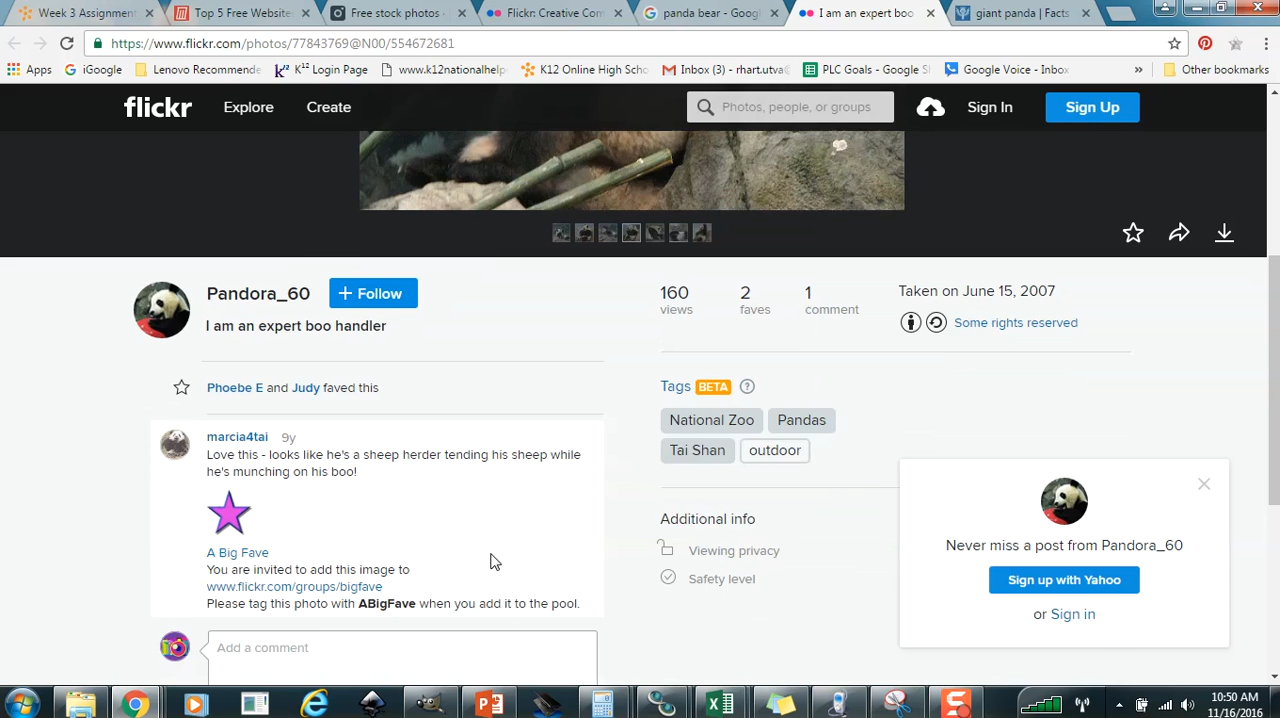 Week 3 Assignment
Top 5 Free Website
Free stock photos -
Flickr: Creative Com
panda bear - Googl
I am an expert boo
giant panda | Facts
https://www.flickr.com/photos/77843769@N00/554672681
Apps
iGoogle
Lenovo Recommende
K¹² Login Page
www.k12nationalhelp
K12 Online High Scho
Inbox (3) - rhart.utva@
PLC Goals - Google S
Google Voice - Inbox
»
Other bookmarks
flickr
Explore
Create
Photos, people, or groups
Sign In
Sign Up
Pandora_60
+ Follow
I am an expert boo handler
160
views
2
faves
1
comment
Taken on June 15, 2007
Some rights reserved
Phoebe E and Judy faved this
Tags BETA ?
National Zoo
Pandas
Tai Shan
outdoor
marcia4tai 9y
Love this - looks like he's a sheep herder tending his sheep while
he's munching on his boo!
A Big Fave
You are invited to add this image to
www.flickr.com/groups/bigfave
Please tag this photo with ABigFave when you add it to the pool.
Additional info
Viewing privacy
Safety level
Never miss a post from Pandora_60
Sign up with Yahoo
or Sign in
Add a comment
10:50 AM
11/16/2016